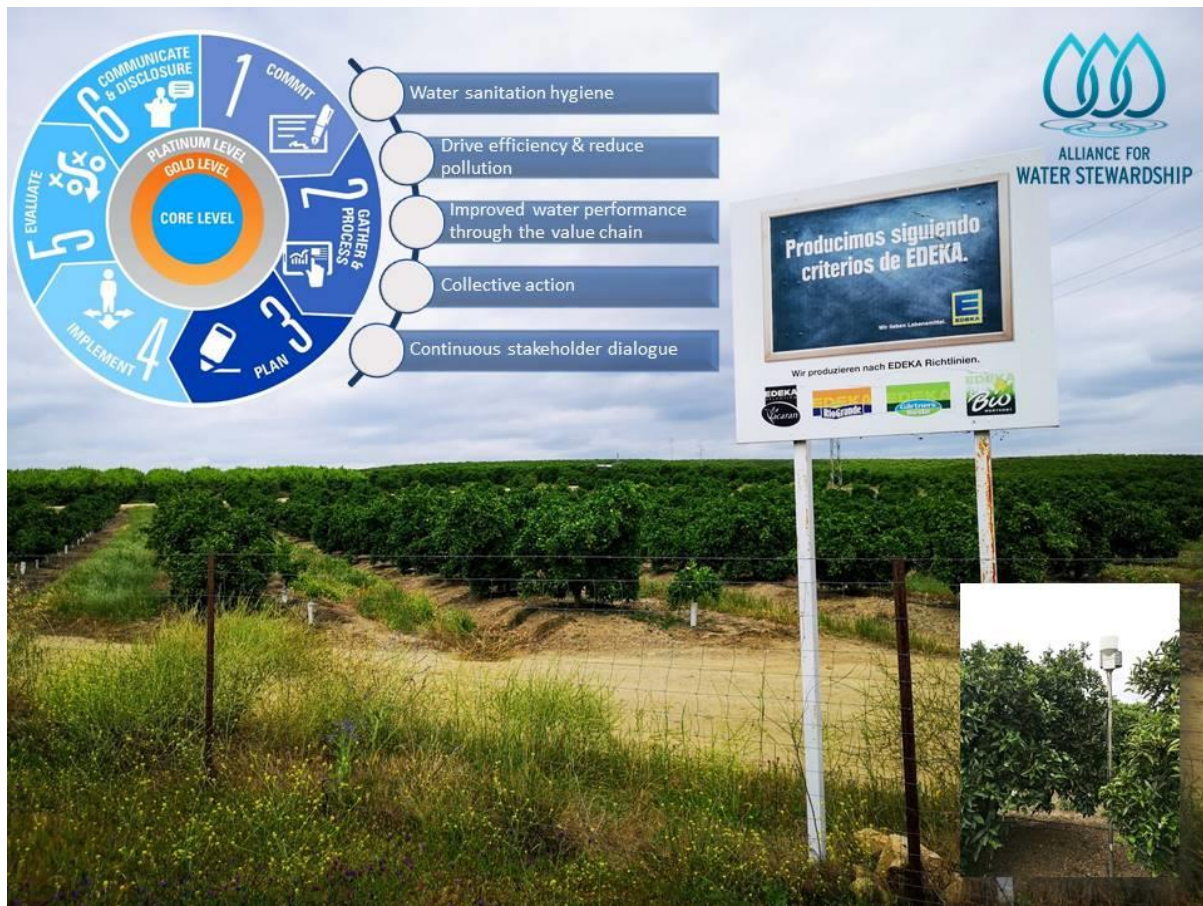 1
COMMIT
2
GATHER &
PROCESS
3
PLAN
4
IMPLEMENT
5
EVALUATE
6
COMMUNICATE
& DISCLOSURE
PLATINUM LEVEL
GOLD LEVEL
CORE LEVEL
Water sanitation hygiene
Drive efficiency & reduce
pollution
Improved water performance
through the value chain
Collective action
Continuous stakeholder dialogue
ALLIANCE FOR
WATER STEWARDSHIP
Producimos siguiendo
criterios de EDEKA.
E
EDEKA
Wir lieben Lebensmittel.
Wir produzieren nach EDEKA Richtlinien.
EDEKA
EDEKA
RioGrande
EDEKA
Gärtners
EDEKA
Bio